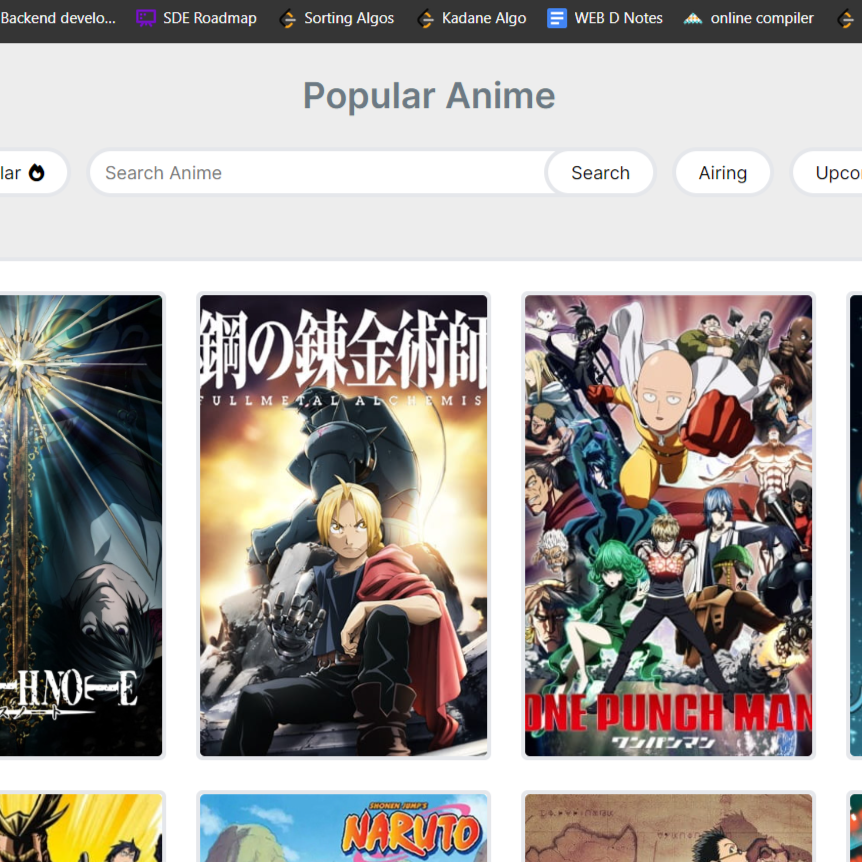 Backend develo... SDE Roadmap Sorting Algos Kadane Algo WEB D Notes online compiler
Popular Anime
lar Search Anime Search Airing Upcor
鋼の錬金術師
FULLMETAL ALCHEMIS
ONE PUNCH MAN
ワンパンマン
H NOTE
SHONEN JUMP'S
NARUTO